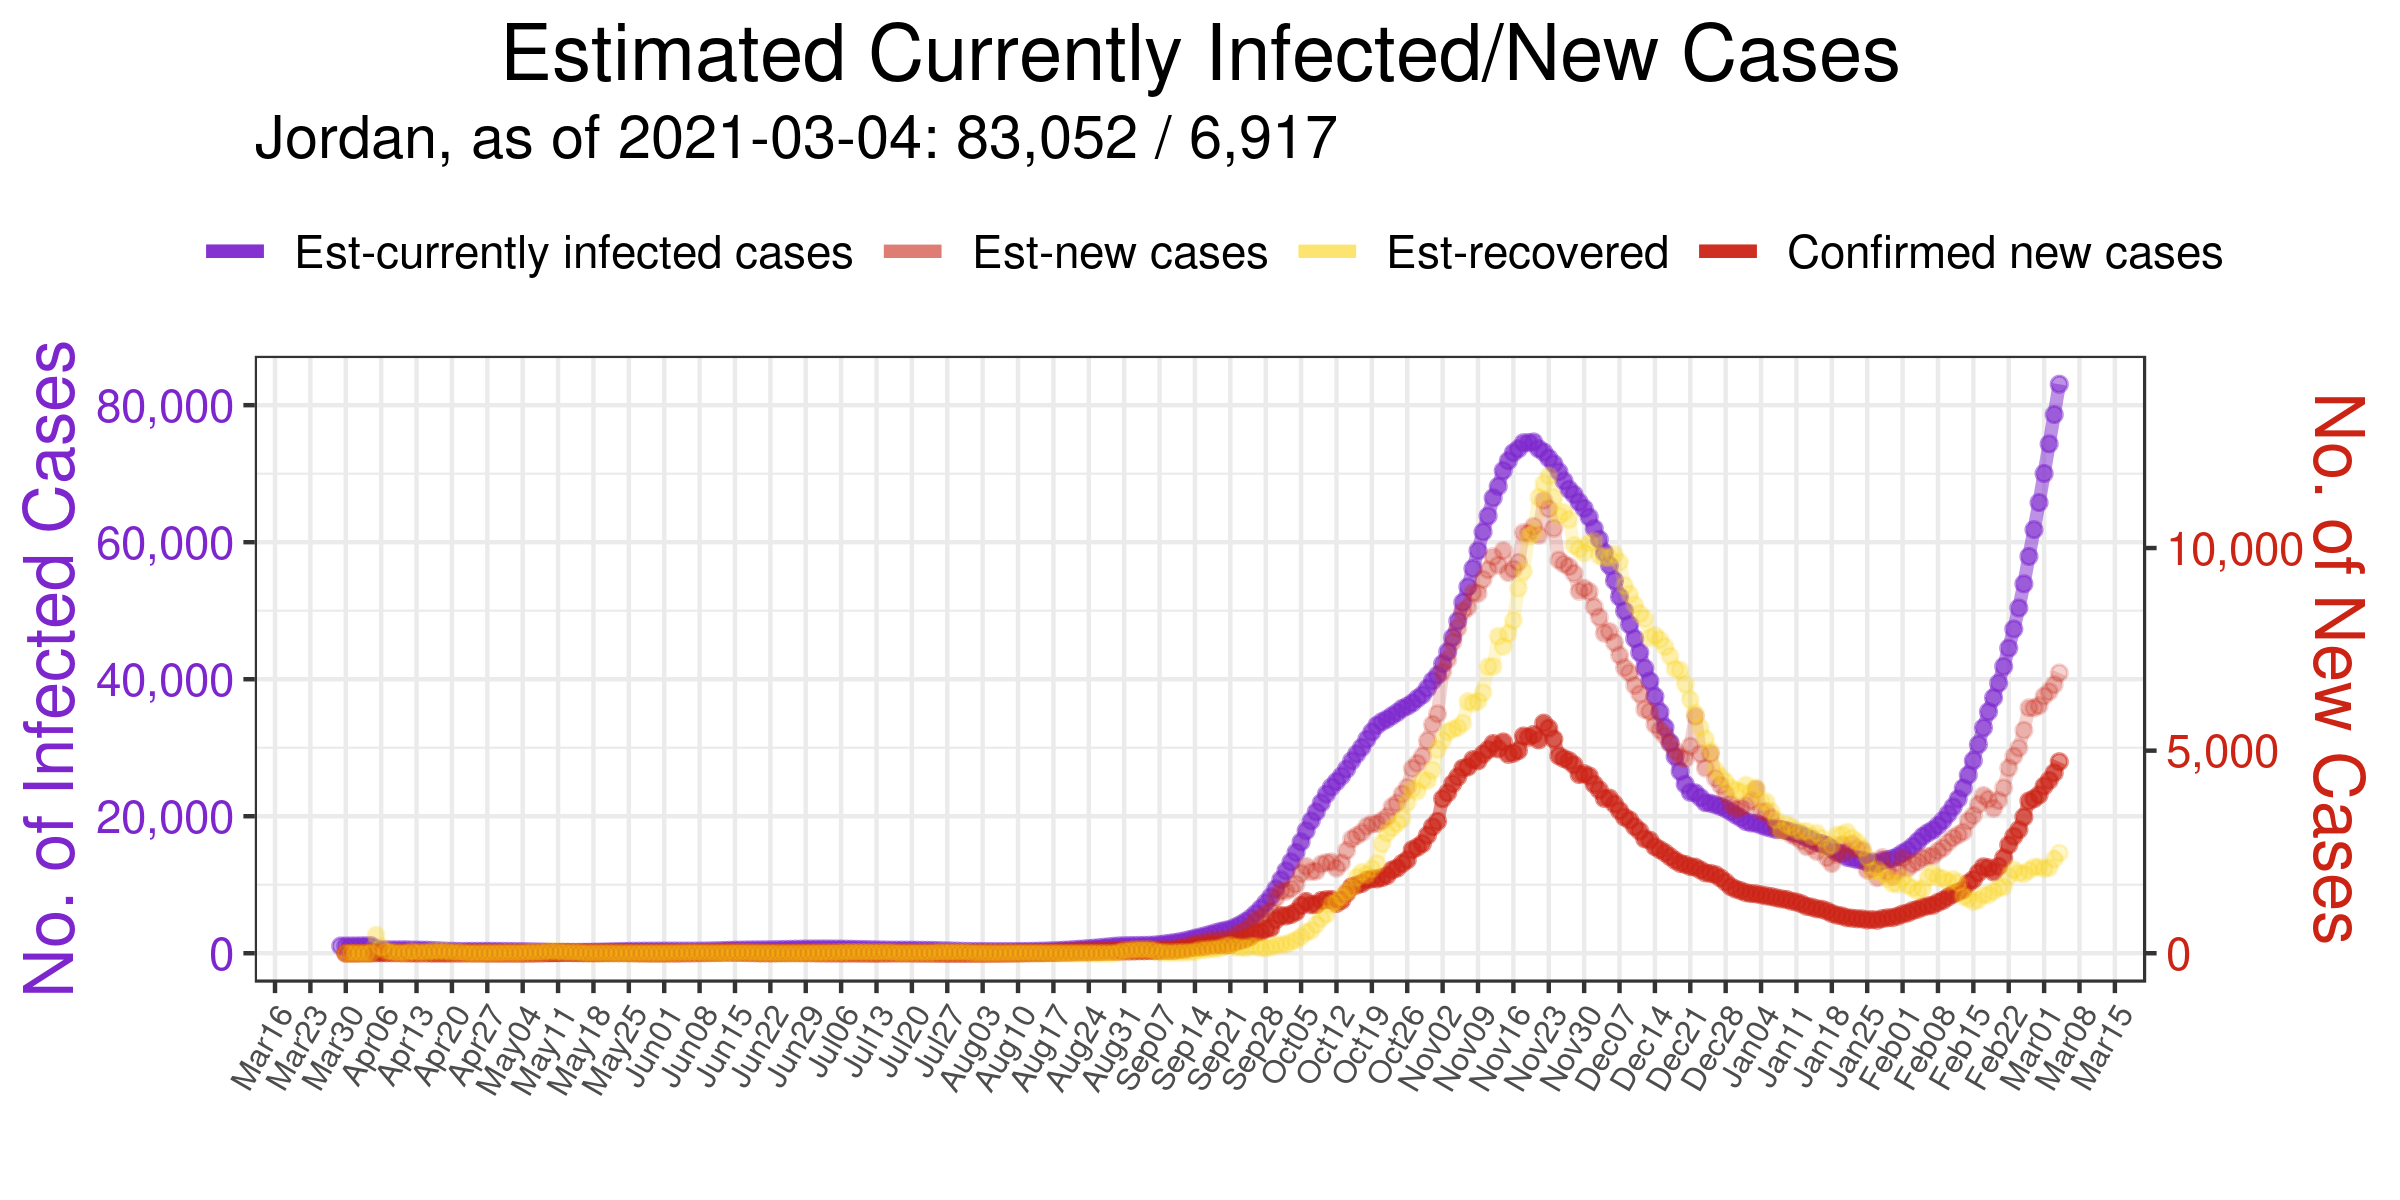 Estimated Currently Infected/New Cases
Jordan, as of 2021-03-04: 83,052 / 6,917
Est-currently infected cases
Est-new cases
Est-recovered
Confirmed new cases
No. of Infected Cases
80,000
60,000
40,000
20,000
0
No. of New Cases
10,000
5,000
0
Mar16
Mar23
Mar30
Apr06
Apr13
Apr20
Apr27
May04
May11
May18
May25
Jun01
Jun08
Jun15
Jun22
Jun29
Jul06
Jul13
Jul20
Jul27
Aug03
Aug10
Aug17
Aug24
Aug31
Sep07
Sep14
Sep21
Sep28
Oct05
Oct12
Oct19
Oct26
Nov02
Nov09
Nov16
Nov23
Nov30
Dec07
Dec14
Dec21
Dec28
Jan04
Jan11
Jan18
Jan25
Feb01
Feb08
Feb15
Feb22
Mar01
Mar08
Mar15